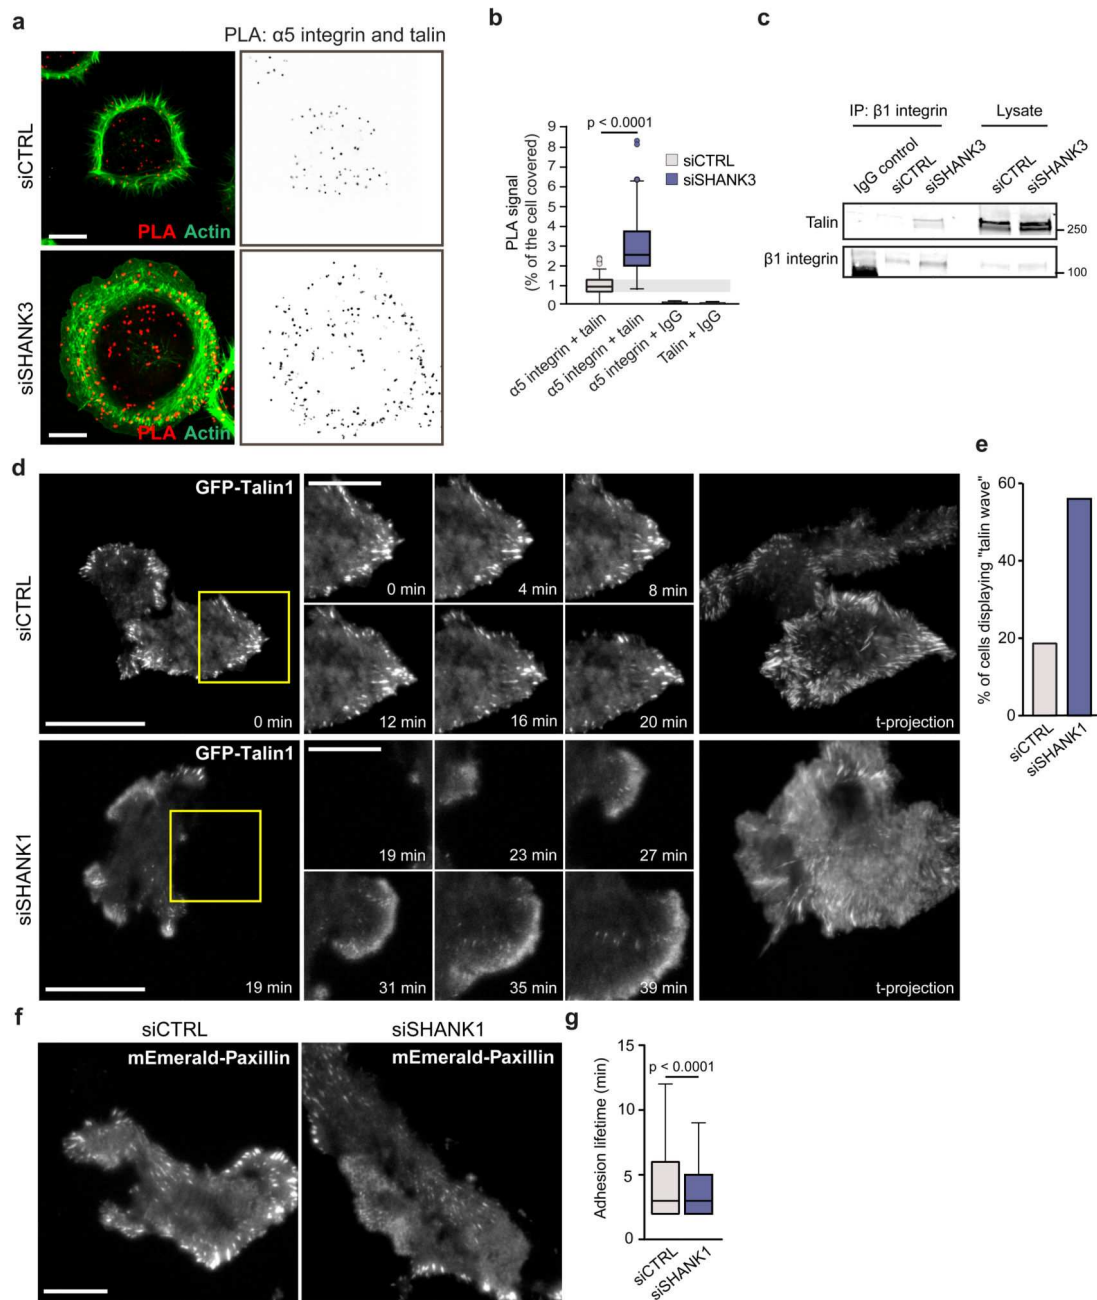 a
PLA: α5 integrin and talin
siCTRL
PLA Actin
siSHANK3
PLA Actin
b
p < 0.0001
siCTRL
siSHANK3
PLA signal
(% of the cell covered)
9
8
7
6
5
4
3
2
1
0
α5 integrin + talin
α5 integrin + talin
α5 integrin + IgG
Talin + IgG
c
IP: β1 integrin
Lysate
IgG control
siCTRL
siSHANK3
siCTRL
siSHANK3
Talin
250
β1 integrin
100
d
siCTRL
GFP-Talin1
0 min
0 min
4 min
8 min
12 min
16 min
20 min
t-projection
siSHANK1
GFP-Talin1
19 min
19 min
23 min
27 min
31 min
35 min
39 min
t-projection
e
% of cells displaying "talin wave"
60
40
20
0
siCTRL
siSHANK1
f
siCTRL
siSHANK1
mEmerald-Paxillin
mEmerald-Paxillin
g
Adhesion lifetime (min)
15
10
5
0
p < 0.0001
siCTRL
siSHANK1